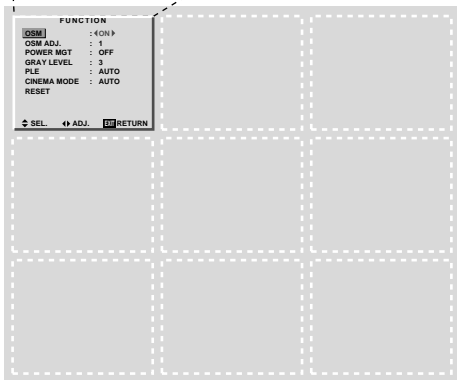 FUNCTION
OSM : ◀ON▶
OSM ADJ. : 1
POWER MGT : OFF
GRAY LEVEL : 3
PLE : AUTO
CINEMA MODE : AUTO
RESET
SEL. ADJ. EXIT RETURN